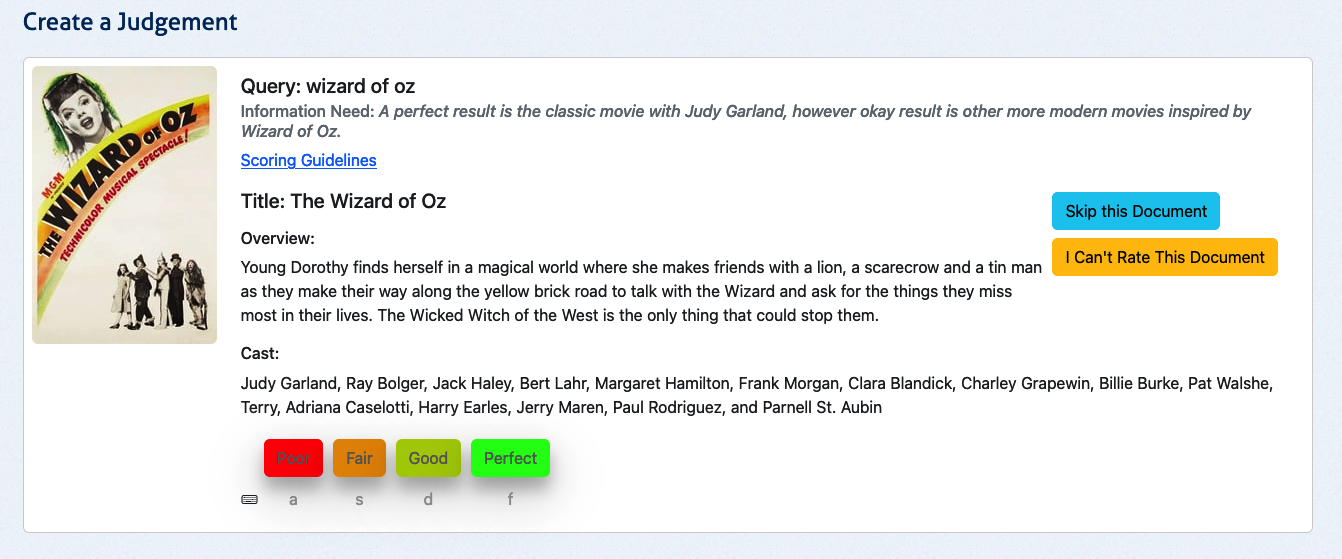 Create a Judgement
MGM
THE WIZARD OF OZ
TECHNICOLOR MUSICAL SPECTACLE!
Query: wizard of oz
Information Need: A perfect result is the classic movie with Judy Garland, however okay result is other more modern movies inspired by
Wizard of Oz.
Scoring Guidelines
Title: The Wizard of Oz
Skip this Document
Overview:
I Can't Rate This Document
Young Dorothy finds herself in a magical world where she makes friends with a lion, a scarecrow and a tin man
as they make their way along the yellow brick road to talk with the Wizard and ask for the things they miss
most in their lives. The Wicked Witch of the West is the only thing that could stop them.
Cast:
Judy Garland, Ray Bolger, Jack Haley, Bert Lahr, Margaret Hamilton, Frank Morgan, Clara Blandick, Charley Grapewin, Billie Burke, Pat Walshe,
Terry, Adriana Caselotti, Harry Earles, Jerry Maren, Paul Rodriguez, and Parnell St. Aubin
Poor Fair Good Perfect
a s d f